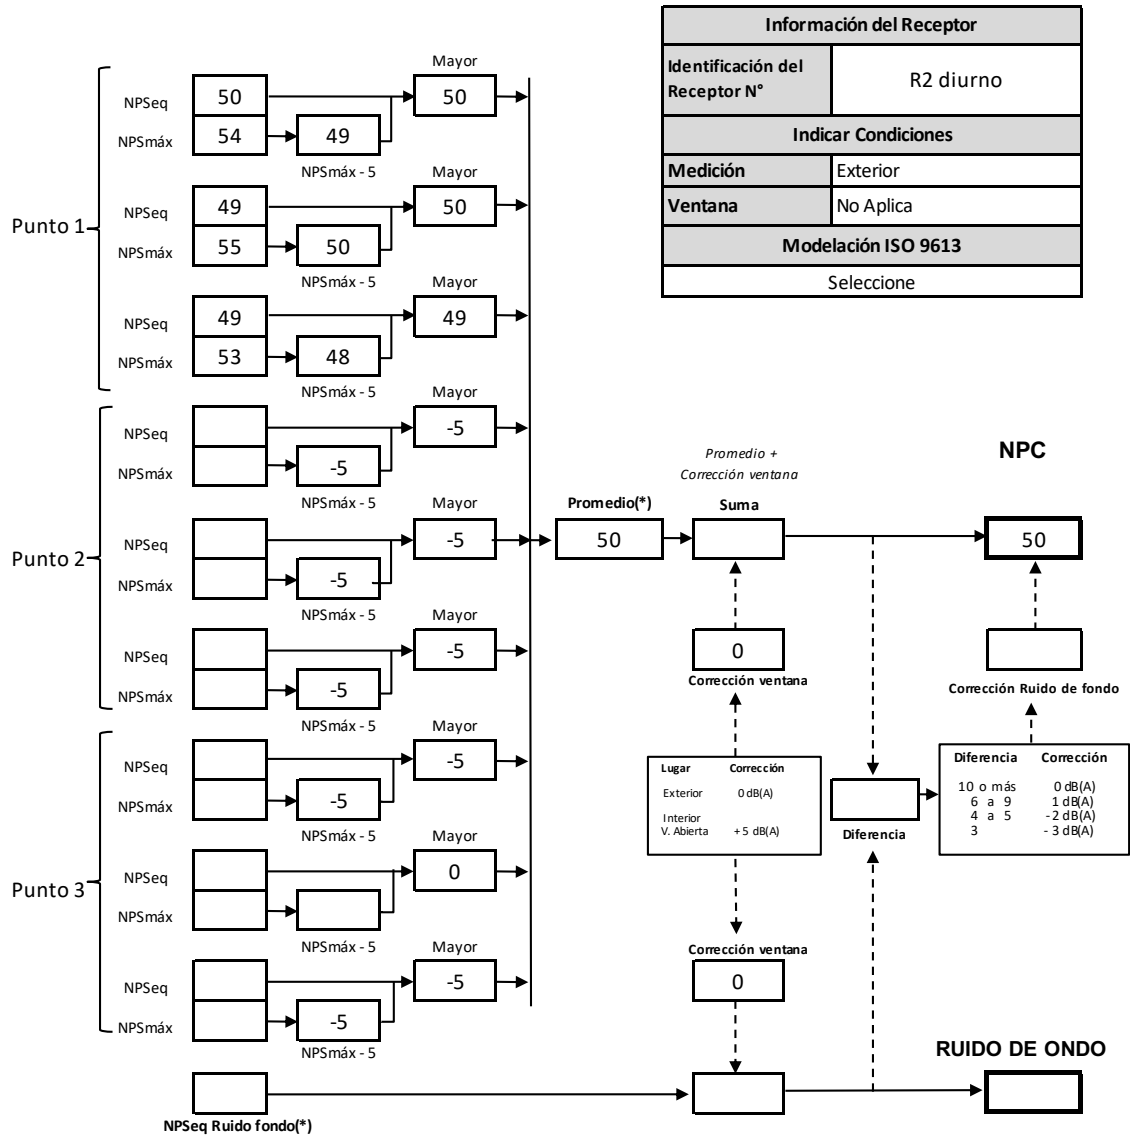 Información del Receptor
Identificación del Receptor N°
R2 diurno
Indicar Condiciones
Medición Exterior
Ventana No Aplica
Modelación ISO 9613
Seleccione
Punto 1
Mayor
NPSeq 50 50
NPSmáx 54 49
NPSmáx - 5
Mayor
NPSeq 49 50
NPSmáx 55 50
NPSmáx - 5
Mayor
NPSeq 49 49
NPSmáx 53 48
NPSmáx - 5
Punto 2
Mayor
NPSeq -5
NPSmáx -5
NPSmáx - 5
Mayor
NPSeq -5
NPSmáx -5
NPSmáx - 5
Mayor
NPSeq -5
NPSmáx -5
NPSmáx - 5
Punto 3
Mayor
NPSeq -5
NPSmáx -5
NPSmáx - 5
Mayor
NPSeq 0
NPSmáx
NPSmáx - 5
Mayor
NPSeq -5
NPSmáx -5
NPSmáx - 5
NPSeq Ruido fondo(*)
Promedio(*)
50
Promedio +
Corrección ventana
Suma
0
Corrección ventana
Lugar Corrección
Exterior 0 dB(A)
Interior
V. Abierta + 5 dB(A)
Corrección ventana
0
NPC
50
Corrección Ruido de fondo
Diferencia Corrección
10 o más 0 dB(A)
6 a 9 1 dB(A)
4 a 5 - 2 dB(A)
3 - 3 dB(A)
Diferencia
RUIDO DE ONDO